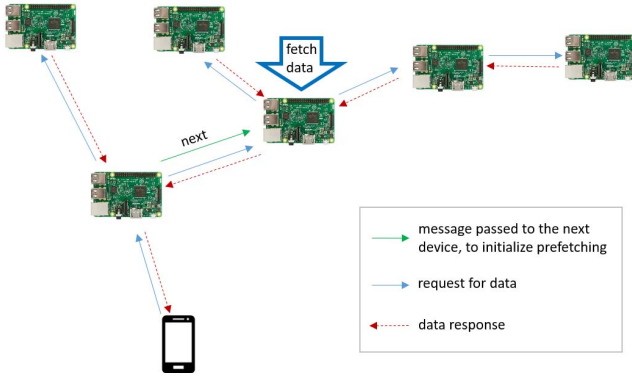 fetch
data
next
message passed to the next
device, to initialize prefetching
request for data
data response